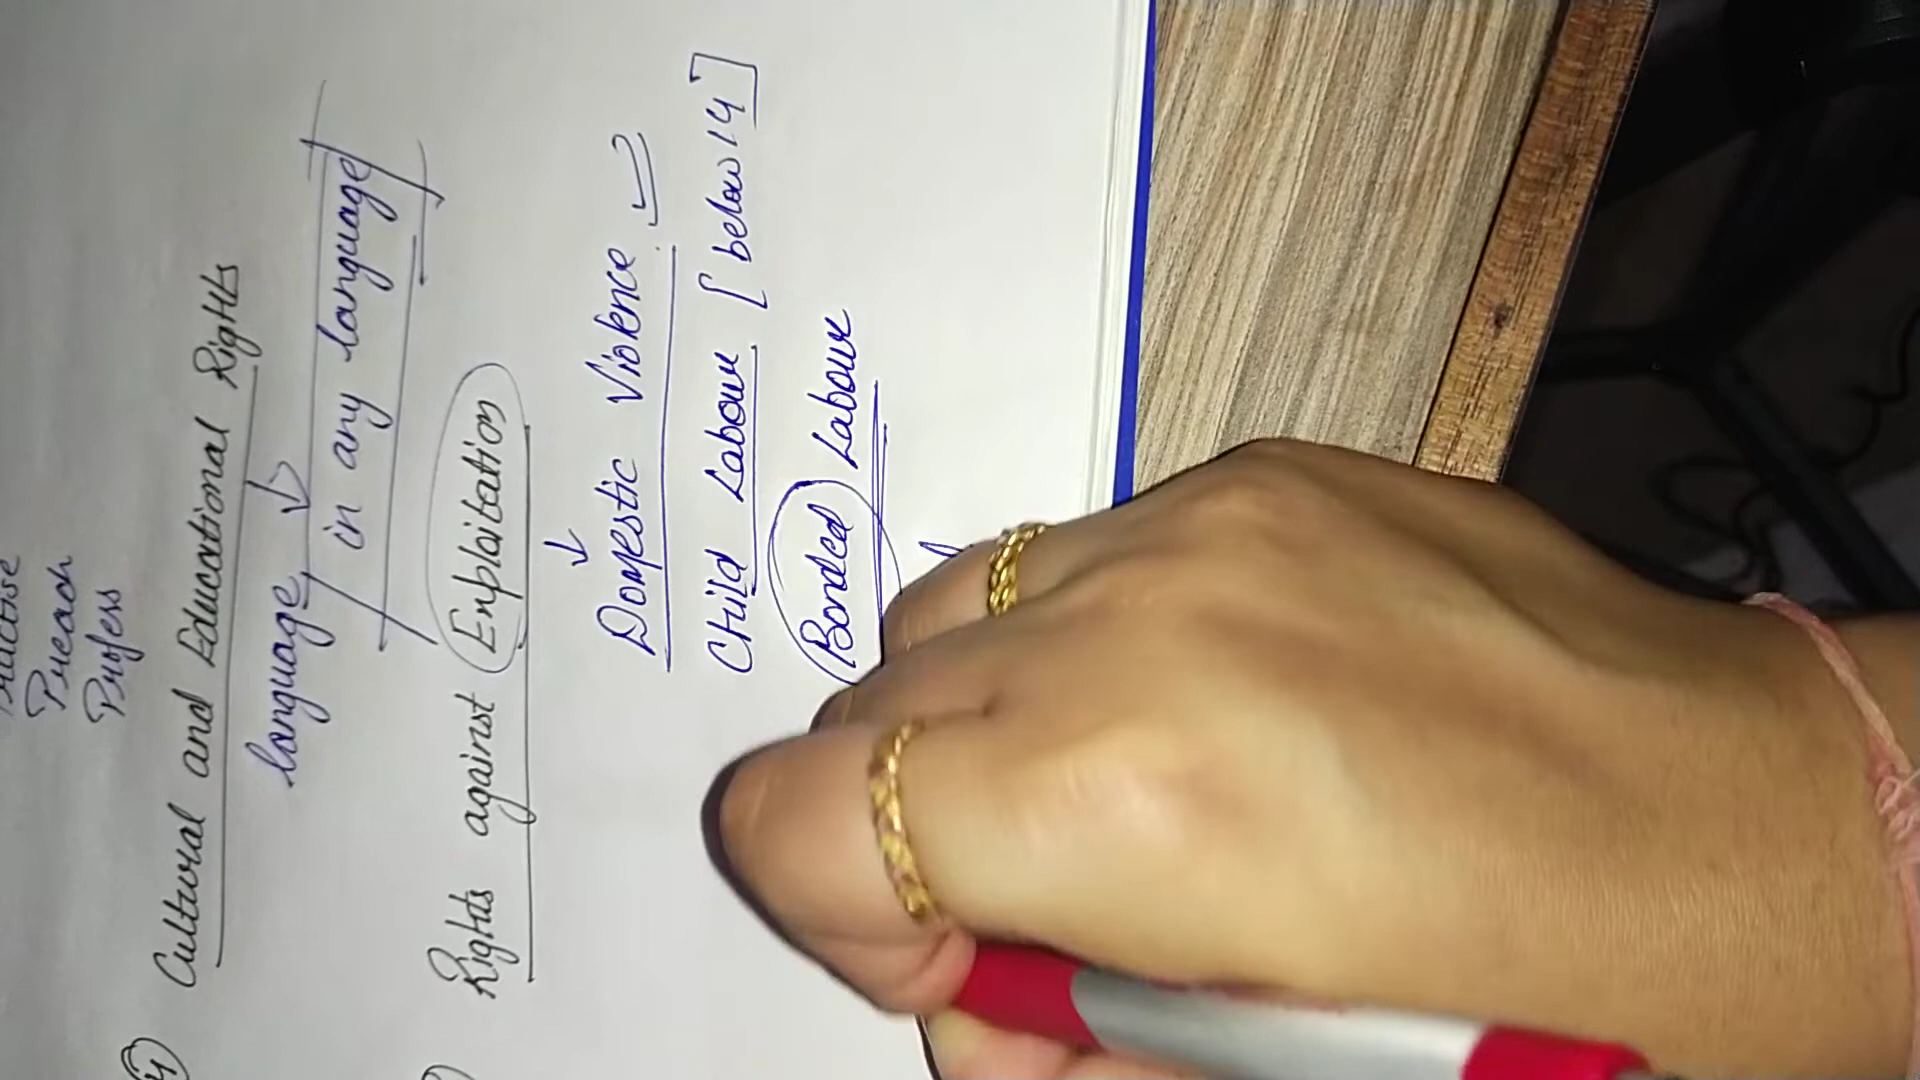 Preach
Profess
4) Cultural and Educational Rights
language,
in any language
Rights against Exploitation
Domestic Violence.
Child Labour [below 14]
Bonded Labour